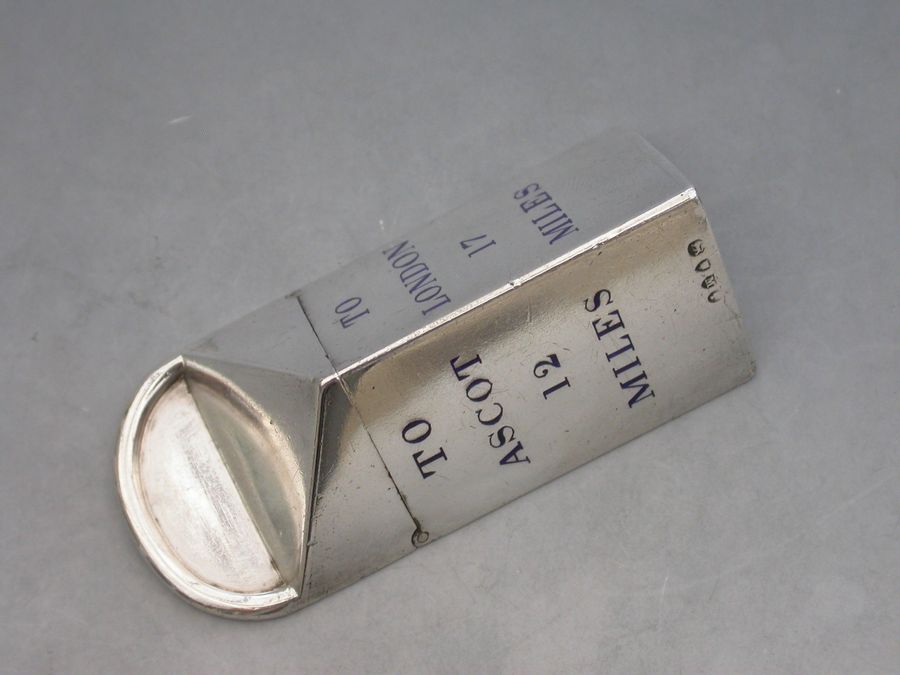 TO
LONDON
17
MILES
TO
ASCOT
12
MILES